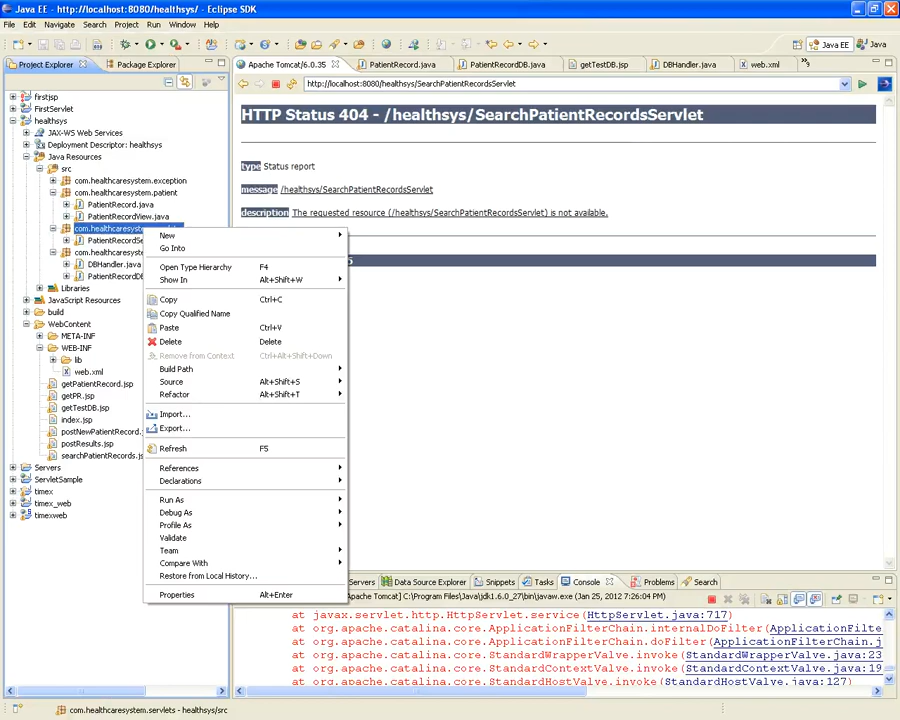 Java EE - http://localhost:8080/healthsys/ - Eclipse SDK
File Edit Navigate Search Project Run Window Help
Java EE Java
Project Explorer Package Explorer
Apache Tomcat/6.0.35 PatientRecord.java PatientRecordDB.java getTestDB.jsp DBHandler.java web.xml
http://localhost:8080/healthsys/SearchPatientRecordsServlet
firstjsp
FirstServlet
healthsys
JAX-WS Web Services
Deployment Descriptor: healthsys
Java Resources
src
com.healthcaresystem.exception
com.healthcaresystem.patient
PatientRecord.java
PatientRecordView.java
com.healthcaresystem
PatientRecordSe
com.healthcaresystem
DBHandler.java
PatientRecordDB
Libraries
JavaScript Resources
build
WebContent
META-INF
WEB-INF
lib
web.xml
getPatientRecord.jsp
getPR.jsp
getTestDB.jsp
index.jsp
postNewPatientRecord.
postResults.jsp
searchPatientRecords.js
Servers
ServletSample
timex
timex_web
timexweb
HTTP Status 404 - /healthsys/SearchPatientRecordsServlet
type Status report
message /healthsys/SearchPatientRecordsServlet
description The requested resource (/healthsys/SearchPatientRecordsServlet) is not available.
5
New
Go Into
Open Type Hierarchy F4
Show In Alt+Shift+W
Copy Ctrl+C
Copy Qualified Name
Paste Ctrl+V
Delete Delete
Remove from Context Ctrl+Alt+Shift+Down
Build Path
Source Alt+Shift+S
Refactor Alt+Shift+T
Import...
Export...
Refresh F5
References
Declarations
Run As
Debug As
Profile As
Validate
Team
Compare With
Restore from Local History...
Properties Alt+Enter
Servers Data Source Explorer Snippets Tasks Console Problems Search
Apache Tomcat] C:\Program Files\Java\jdk1.6.0_27\bin\javaw.exe (Jan 25, 2012 7:26:04 PM)
at javax.servlet.http.HttpServlet.service(HttpServlet.java:717)
at org.apache.catalina.core.ApplicationFilterChain.internalDoFilter(ApplicationFilte
at org.apache.catalina.core.ApplicationFilterChain.doFilter(ApplicationFilterChain.j
at org.apache.catalina.core.StandardWrapperValve.invoke(StandardWrapperValve.java:23
at org.apache.catalina.core.StandardContextValve.invoke(StandardContextValve.java:19
at org.apache.catalina.core.StandardHostValve.invoke(StandardHostValve.java:127)
com.healthcaresystem.servlets - healthsys/src